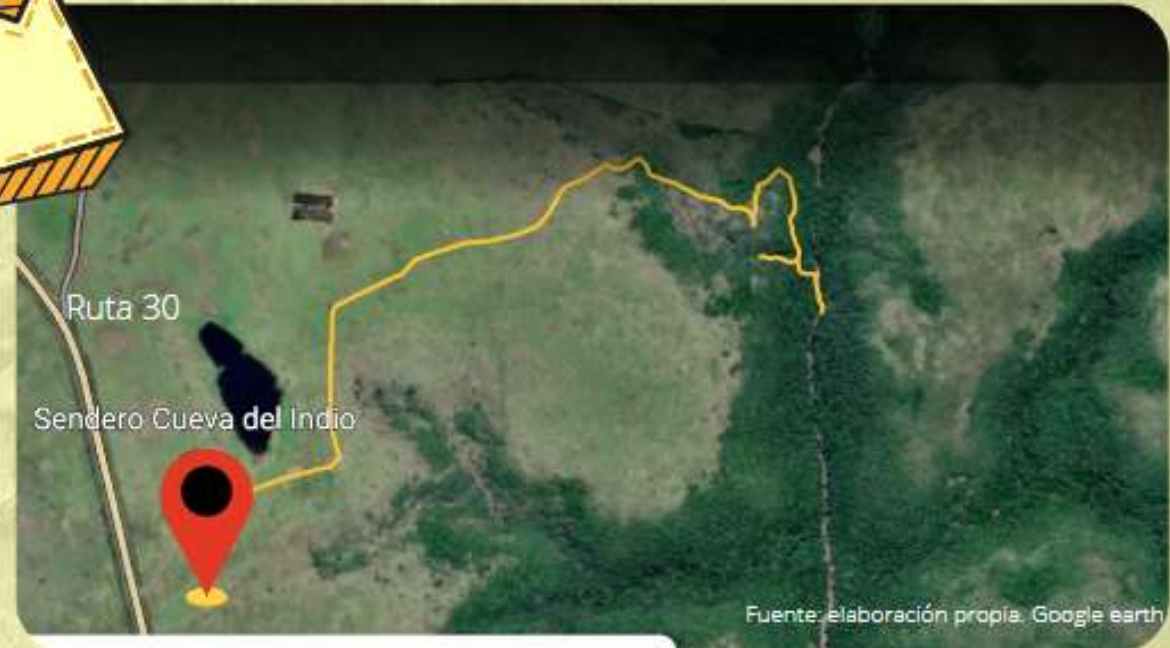 Ruta 30
Sendero Cueva del Indio
Fuente: elaboración propia. Google earth